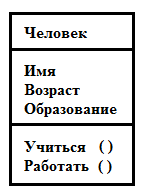 Человек
Имя
Возраст
Образование
Учиться ( )
Работать ( )